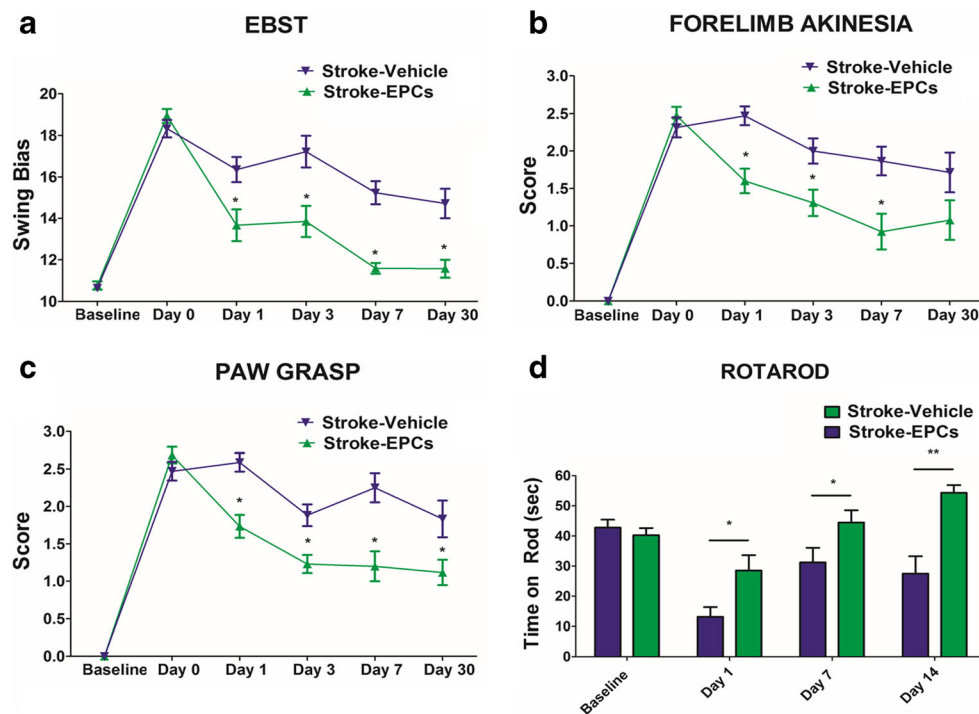 a
EBST
Stroke-Vehicle
Stroke-EPCs
Swing Bias
20
18
16
14
12
10
*
*
*
*
Baseline Day 0 Day 1 Day 3 Day 7 Day 30
b
FORELIMB AKINESIA
Stroke-Vehicle
Stroke-EPCs
Score
3.0
2.5
2.0
1.5
1.0
0.5
0.0
*
*
*
Baseline Day 0 Day 1 Day 3 Day 7 Day 30
c
PAW GRASP
Stroke-Vehicle
Stroke-EPCs
Score
3.0
2.5
2.0
1.5
1.0
0.5
0.0
*
*
*
*
Baseline Day 0 Day 1 Day 3 Day 7 Day 30
d
ROTAROD
Stroke-Vehicle
Stroke-EPCs
Time on Rod (sec)
60
50
40
30
20
10
0
*
*
**
Baseline Day 1 Day 7 Day 14